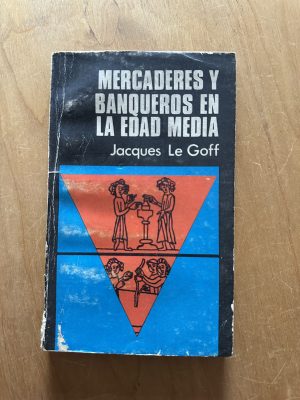 MERCADERES Y
BANQUEROS EN
LA EDAD MEDIA
Jacques Le Goff